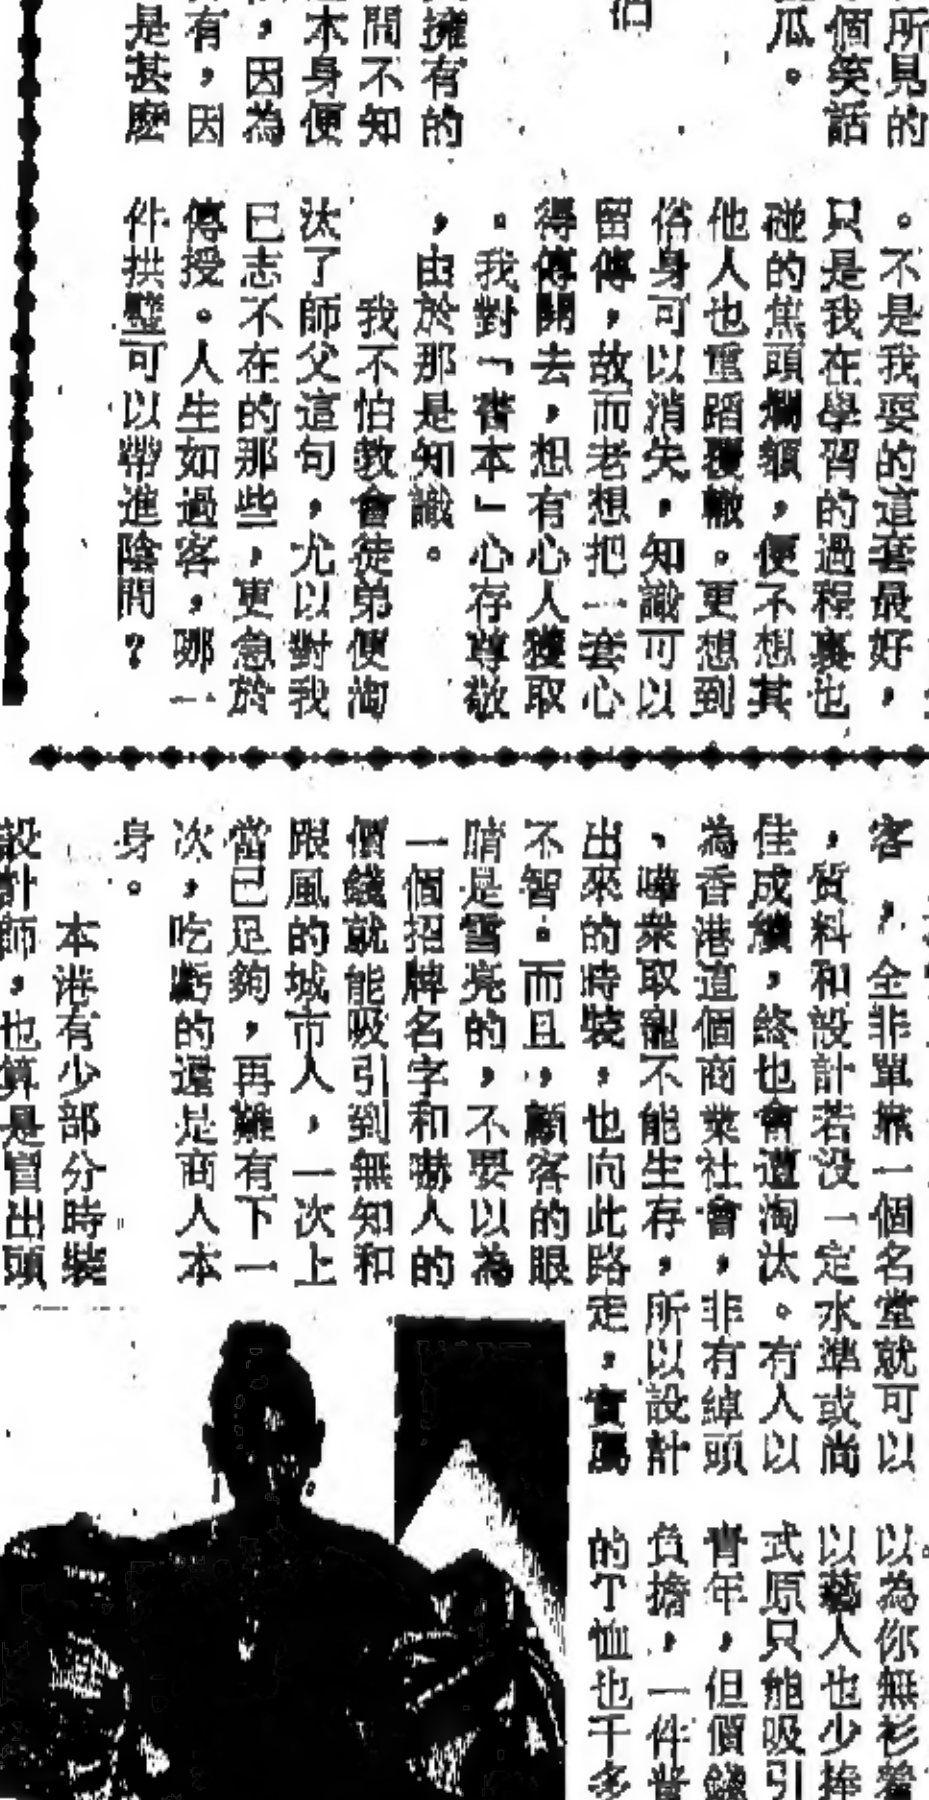 所見的
個笑話
瓜。
們
擁有的
問不知
本身便
，因為
有，因
是甚麼
。不是我耍的這套最好，
只是我在學習的過程裏也
碰的焦頭爛額，便不想其
他人也重蹈覆轍。更想到
俗身可以消失，知識可以
留傳，故而老想把一套心
得傳開去，想有心人獲取
。我對「書本」心存尊敬
，由於那是知識。
我不怕教會徒弟便淘
汰了師父這句，尤以對我
已志不在的那些，更急於
傳授。人生如過客，哪一
件拱璧可以帶進陰間？
客，全非單靠一個名堂就可以
，質料和設計若没一定水準或尚
佳成績，終也會遭淘汰。有人以
為香港這個商業社會，非有綽頭
、嘩衆取寵不能生存，所以設計
出來的時裝，也向此路走，實屬
不智。而且，顧客的眼
睛是雪亮的，不要以為
一個招牌名字和嚇人的
價錢就能吸引到無知和
跟風的城市人，一次上
當已足夠，再難有下一
次，吃虧的還是商人本
身。
本港有少部分時裝
設計師，也算是冒出頭
以為你無衫着
以藝人也少捧
式原只能吸引
青年，但價錢
負擔，一件普
的T恤也千多